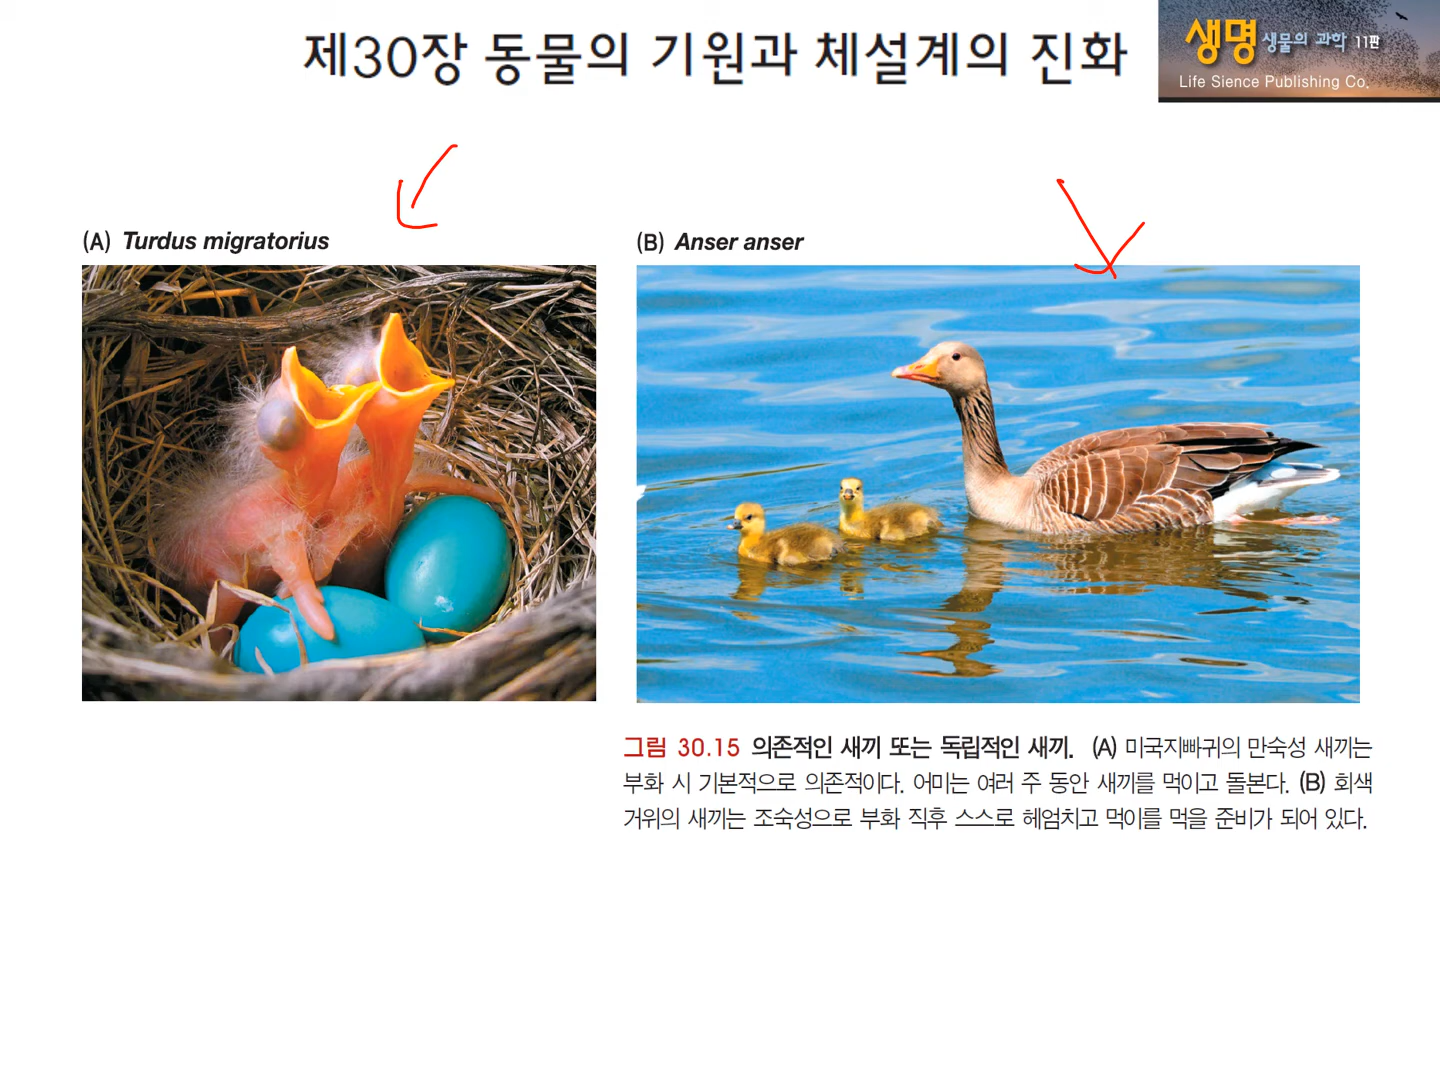 제30장 동물의 기원과 체설계의 진화
생명 생물의 과학 11판
Life Sience Publishing Co.
(A) Turdus migratorius
(B) Anser anser
그림 30.15 의존적인 새끼 또는 독립적인 새끼. (A) 미국지빠귀의 만숙성 새끼는
부화 시 기본적으로 의존적이다. 어미는 여러 주 동안 새끼를 먹이고 돌본다. (B) 회색
거위의 새끼는 조숙성으로 부화 직후 스스로 헤엄치고 먹이를 먹을 준비가 되어 있다.